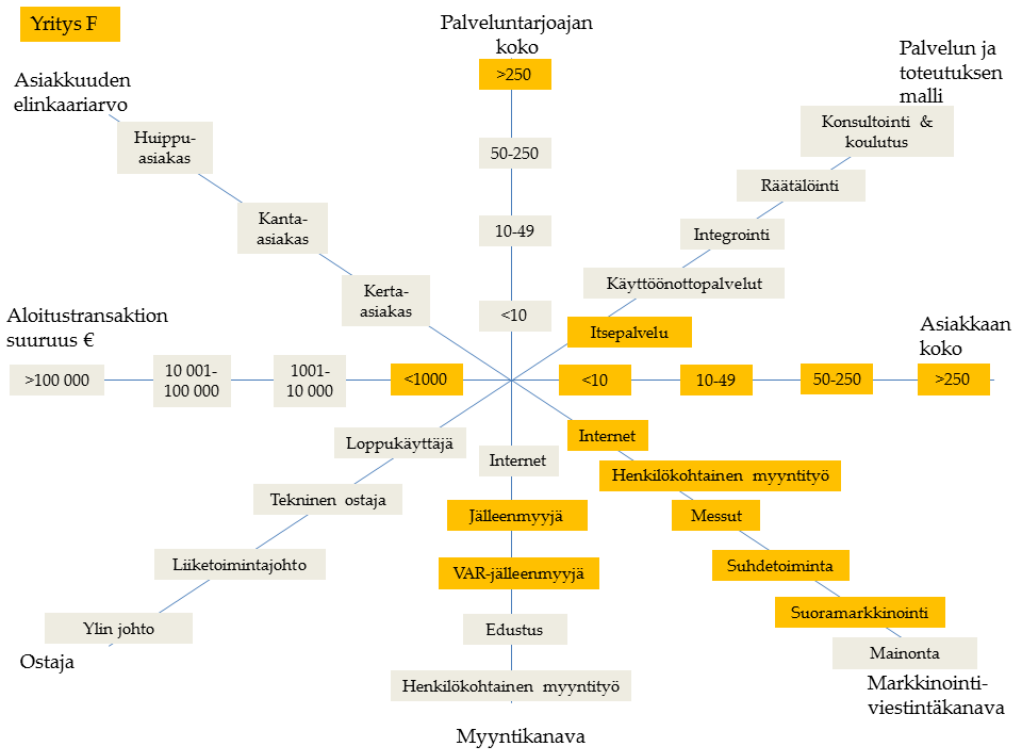 Yritys F
Palveluntarjoajan
koko
>250
50-250
10-49
<10
Palvelun ja
toteutuksen
malli
Konsultointi &
koulutus
Räätälöinti
Integrointi
Käyttöönottopalvelut
Itsepalvelu
Asiakkuuden
elinkaariarvo
Huippu-
asiakas
Kanta-
asiakas
Kerta-
asiakas
Aloitustransaktion
suuruus €
>100 000
10 001-
100 000
1001-
10 000
<1000
<10
10-49
50-250
>250
Asiakkaan
koko
Loppukäyttäjä
Tekninen ostaja
Liiketoimintajohto
Ylin johto
Ostaja
Internet
Jälleenmyyjä
VAR-jälleenmyyjä
Edustus
Henkilökohtainen myyntityö
Myyntikanava
Internet
Henkilökohtainen myyntityö
Messut
Suhdetoiminta
Suoramarkkinointi
Mainonta
Markkinointi-
viestintäkanava